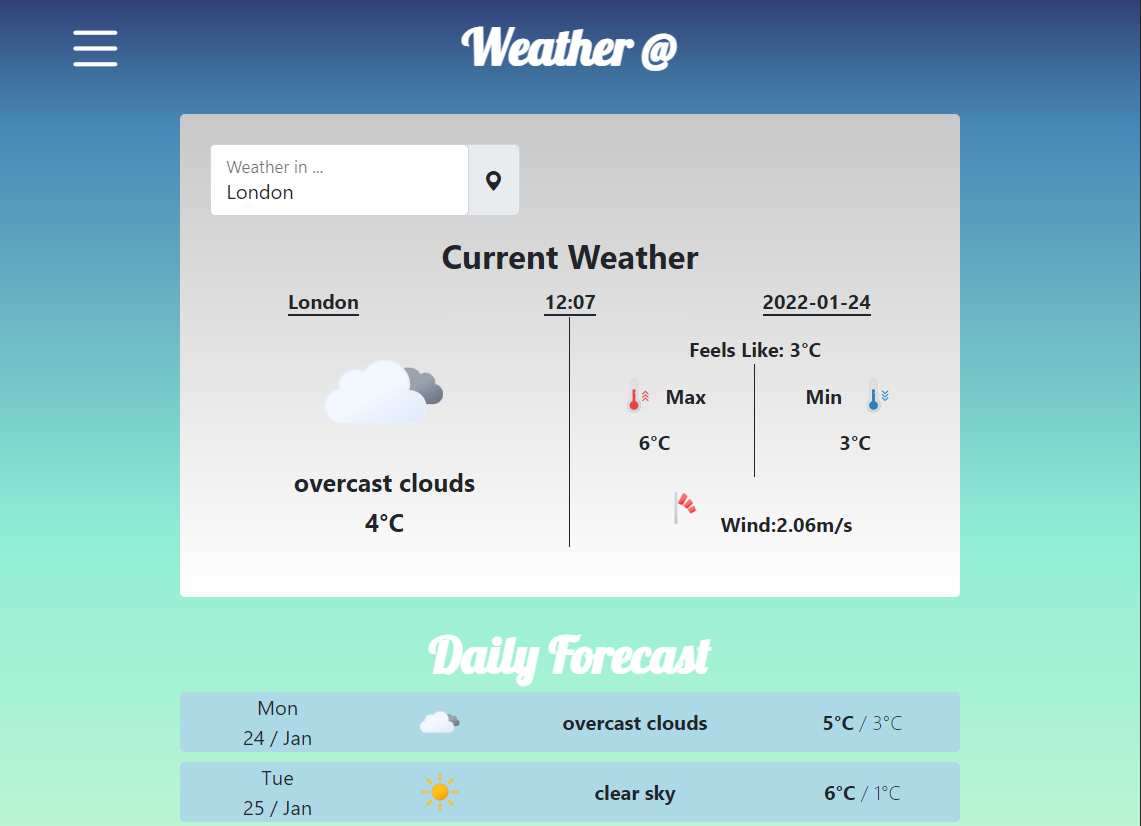 Weather @
Weather in ...
London
Current Weather
London 12:07 2022-01-24
Feels Like: 3°C
Max Min
6°C 3°C
overcast clouds
4°C
Wind:2.06m/s
Daily Forecast
Mon
24 / Jan
overcast clouds
5°C / 3°C
Tue
25 / Jan
clear sky
6°C / 1°C